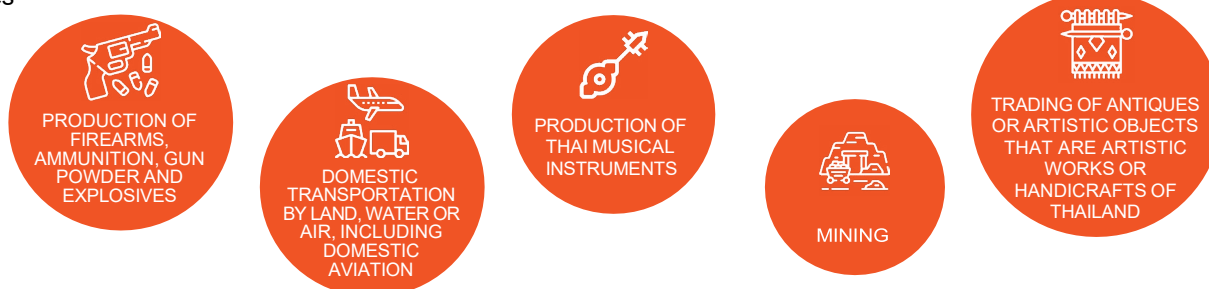 es
PRODUCTION OF
FIREARMS,
AMMUNITION, GUN
POWDER AND
EXPLOSIVES
DOMESTIC
TRANSPORTATION
BY LAND, WATER OR
AIR, INCLUDING
DOMESTIC
AVIATION
PRODUCTION OF
THAI MUSICAL
INSTRUMENTS
MINING
TRADING OF ANTIQUES
OR ARTISTIC OBJECTS
THAT ARE ARTISTIC
WORKS OR
HANDICRAFTS OF
THAILAND